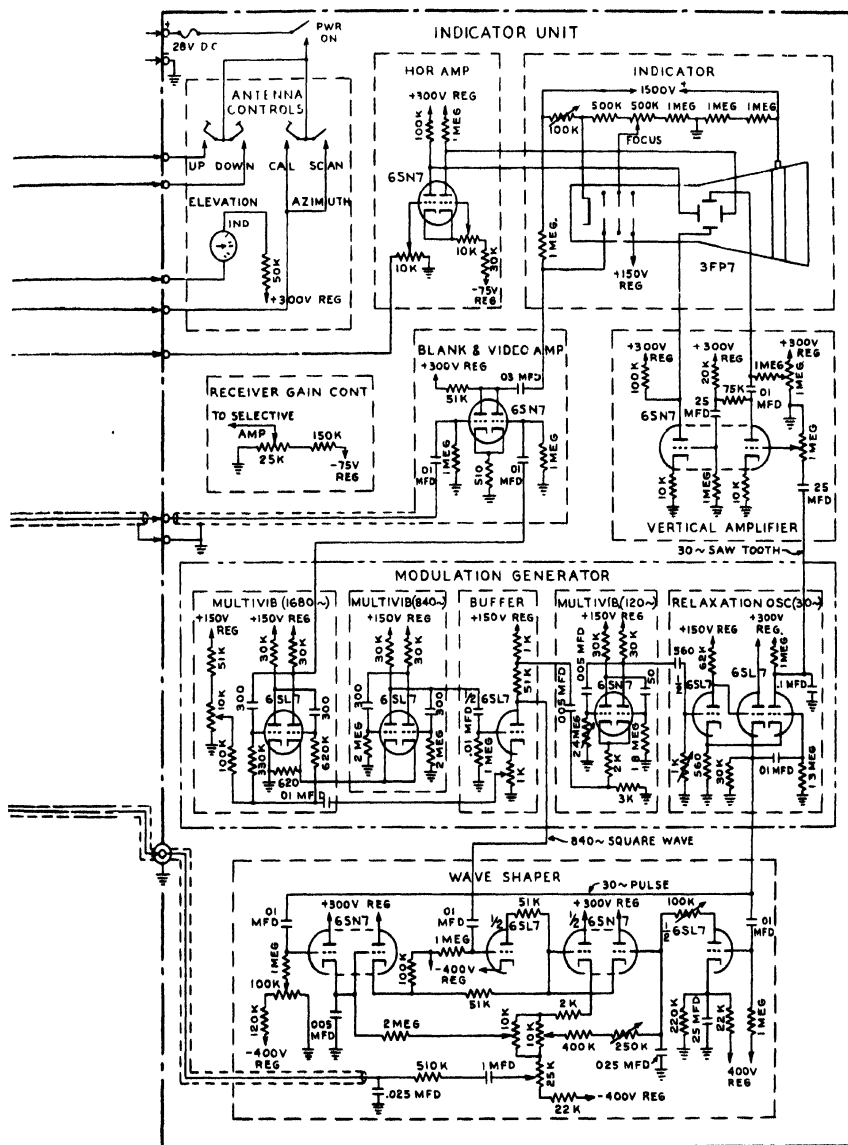 INDICATOR UNIT
+
28V DC
PWR
ON
ANTENNA
CONTROLS
UP DOWN CAL SCAN
ELEVATION
AZIMUTH
IND
50K
+300V REG
HOR AMP
+300V REG
100K
1MEG
6SN7
10K
10K
30K
-75V
REG
INDICATOR
1500V +
100K
500K 500K 1MEG 1MEG 1MEG
FOCUS
1 MEG.
+150V
REG
3FP7
BLANK & VIDEO AMP
+300V REG
51K
.03 MFD
6SN7
1MEG
.01
MFD
510
.01
MFD
1MEG
RECEIVER GAIN CONT
TO SELECTIVE
AMP
150K
25K
-75V
REG
+300V
REG
100K
+300V
REG
20K
+300V
REG
1MEG
1MEG
75K
.01
MFD
.25
MFD
6SN7
1MEG
10K
1MEG
10K
.25
MFD
VERTICAL AMPLIFIER
30~ SAW TOOTH
MODULATION GENERATOR
MULTIVIB (1680~)
+150V
REG
+150V REG
51K
30K
30K
10K
300
6SL7
300
100K
330K
620K
620
.01 MFD
MULTIVIB (840~)
+150V REG
30K
30K
300
6SL7
300
2 MEG
2 MEG
BUFFER
+150V REG
1K
51K
½ 6SL7
.01 MFD
1MEG
1K
MULTIVIB (120~)
+150V REG
.005 MFD
30K
30K
.005 MFD
6SN7
50
2.4 MEG
1.8 MEG
2K
3K
RELAXATION OSC (30~)
+150V REG
+300V
REG
62K
1MEG
560
½
6SL7
6SL7
.1 MFD
1K
560
30K
.01 MFD
1.3 MEG
840~ SQUARE WAVE
WAVE SHAPER
30~ PULSE
.01
MFD
+300V REG
6SN7
.01
MFD
51K
½
6SL7
½
+300V REG
6SN7
100K
½
6SL7
.01
MFD
1MEG
100K
120K
-400V
REG
.005
MFD
1MEG
100K
-400V
REG
51K
2MEG
10K
10K
2K
400K
250K
.025 MFD
220K
.25 MFD
22K
400V
REG
1MEG
510K
.1 MFD
25K
.025 MFD
22K
-400V REG